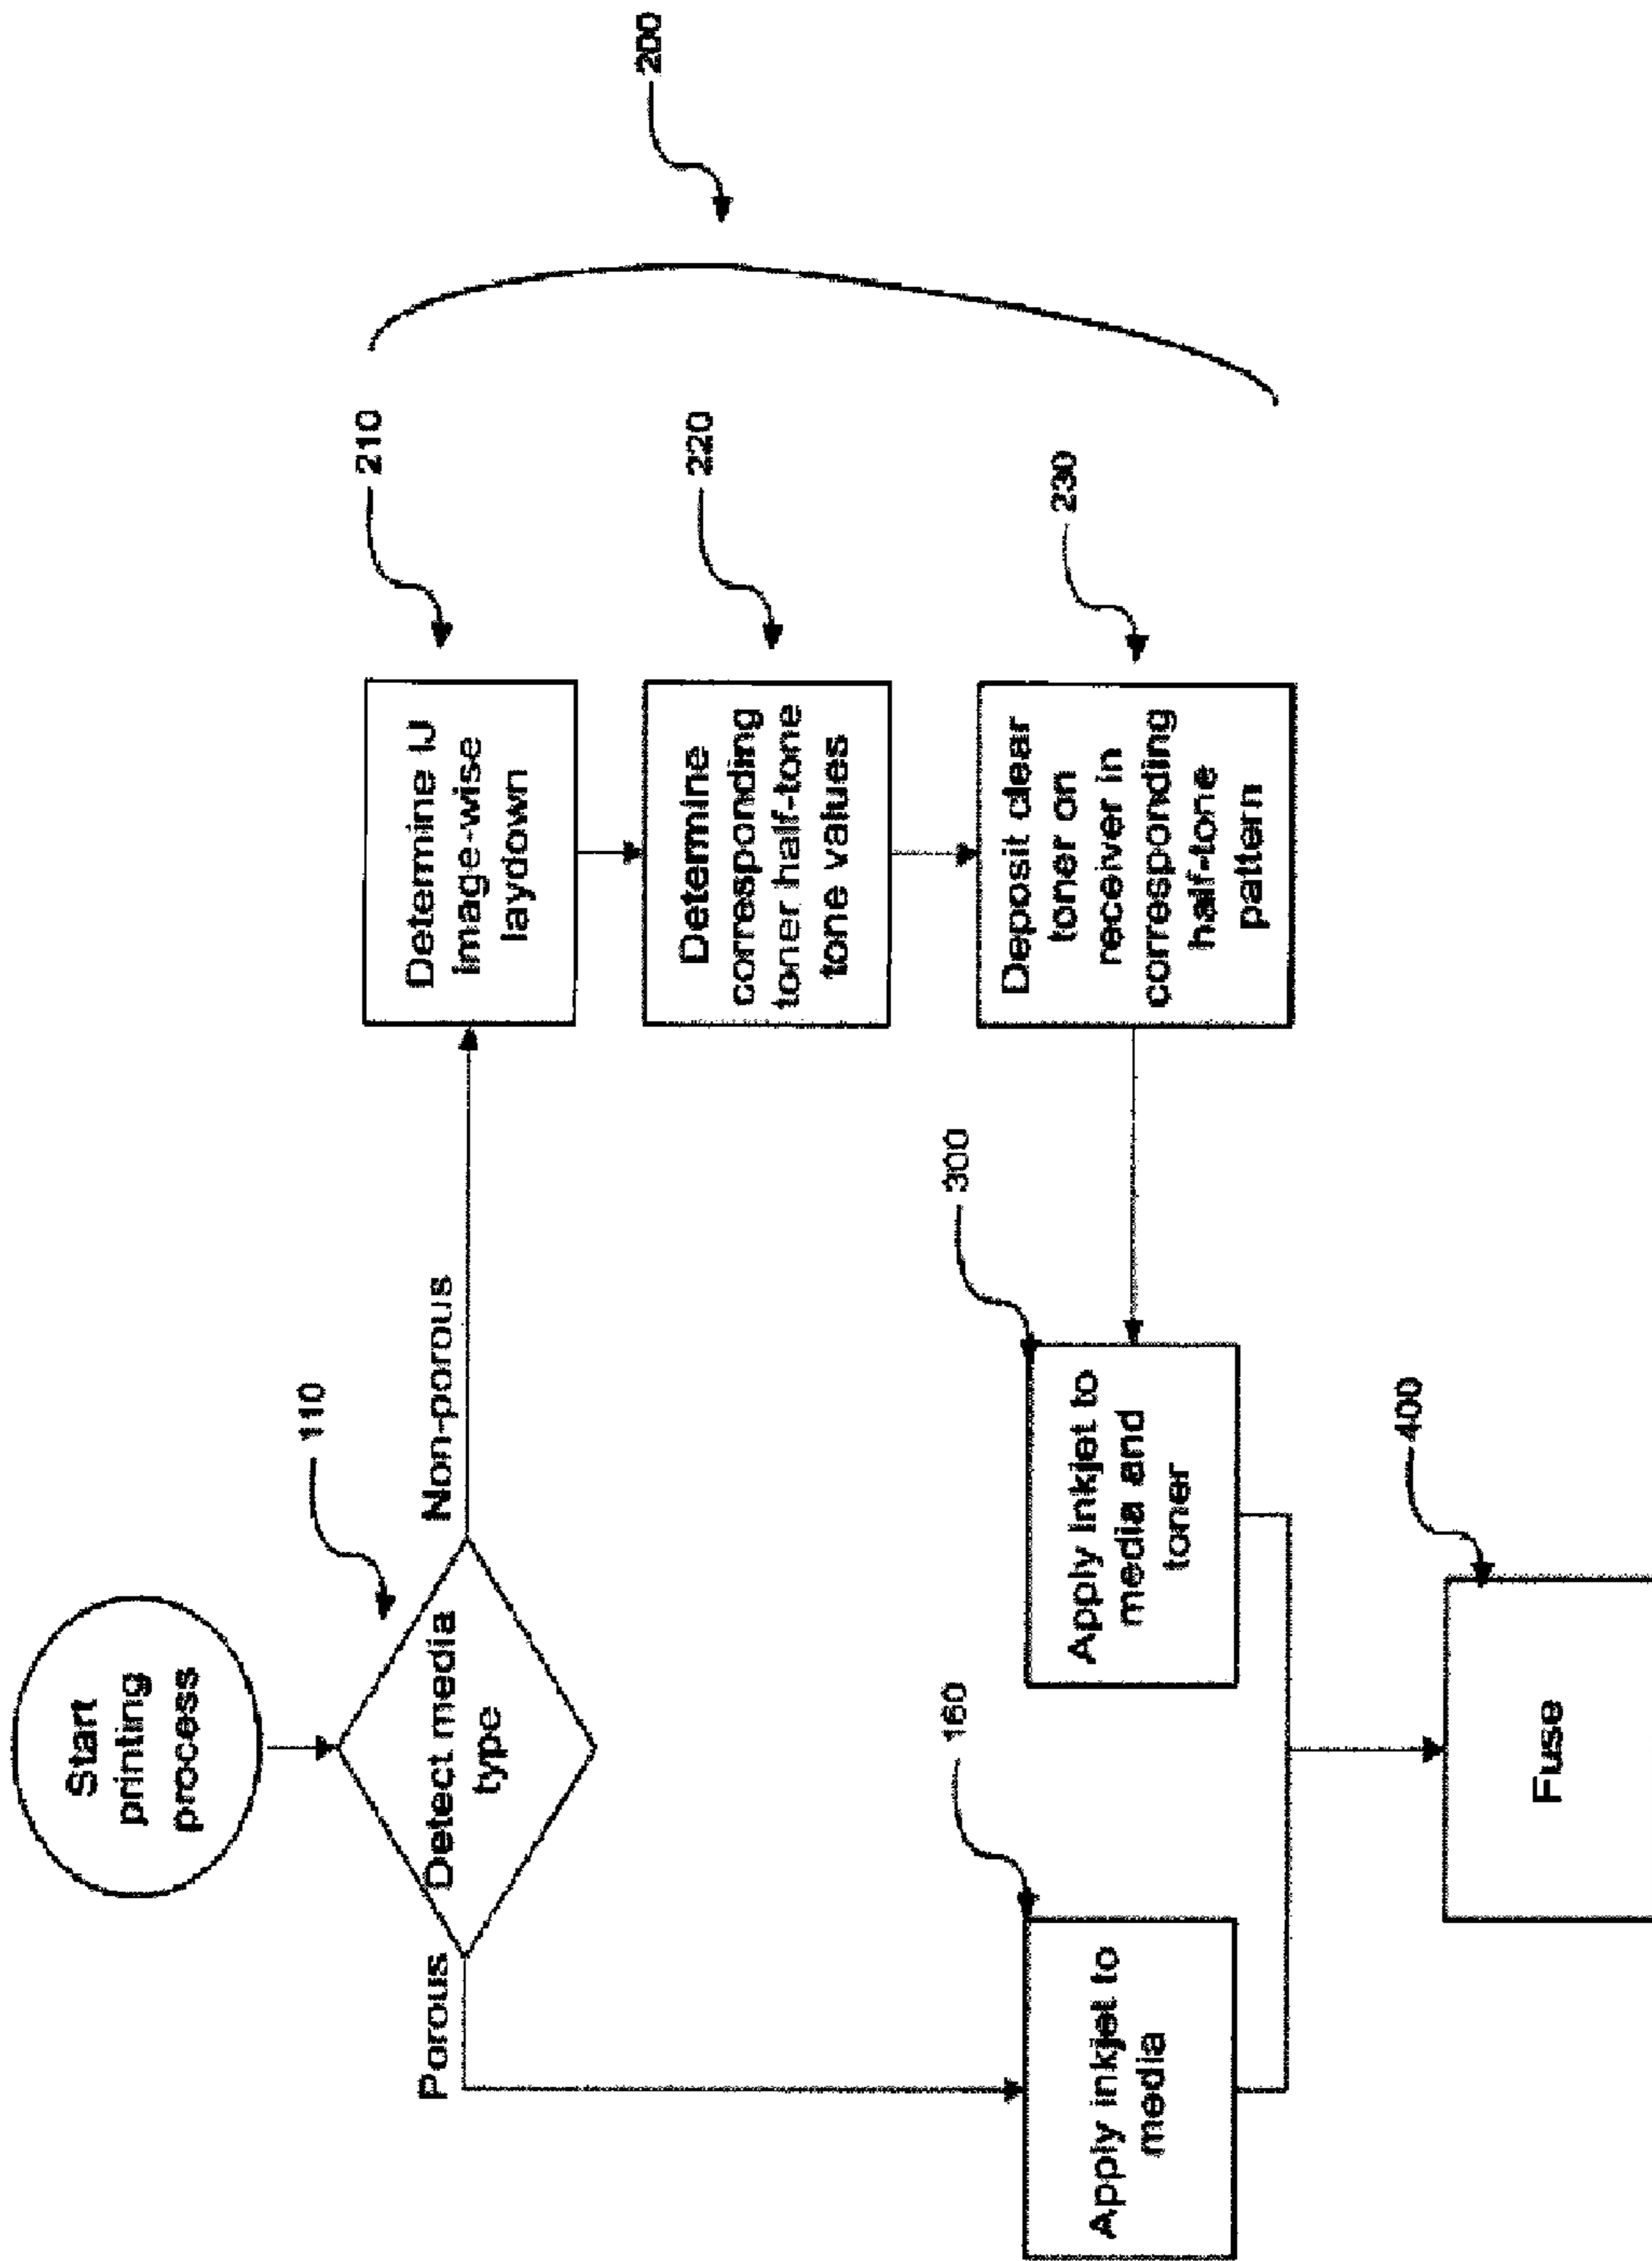 Start
printing
process
110
Detect media
type
Porous
Non-porous
200
210
Determine IJ
image-wise
laydown
220
Determine
corresponding
toner half-tone
tone values
230
Deposit clear
toner on
receiver in
corresponding
half-tone
pattern
160
Apply inkjet to
media
300
Apply Inkjet to
media and
toner
400
Fuse